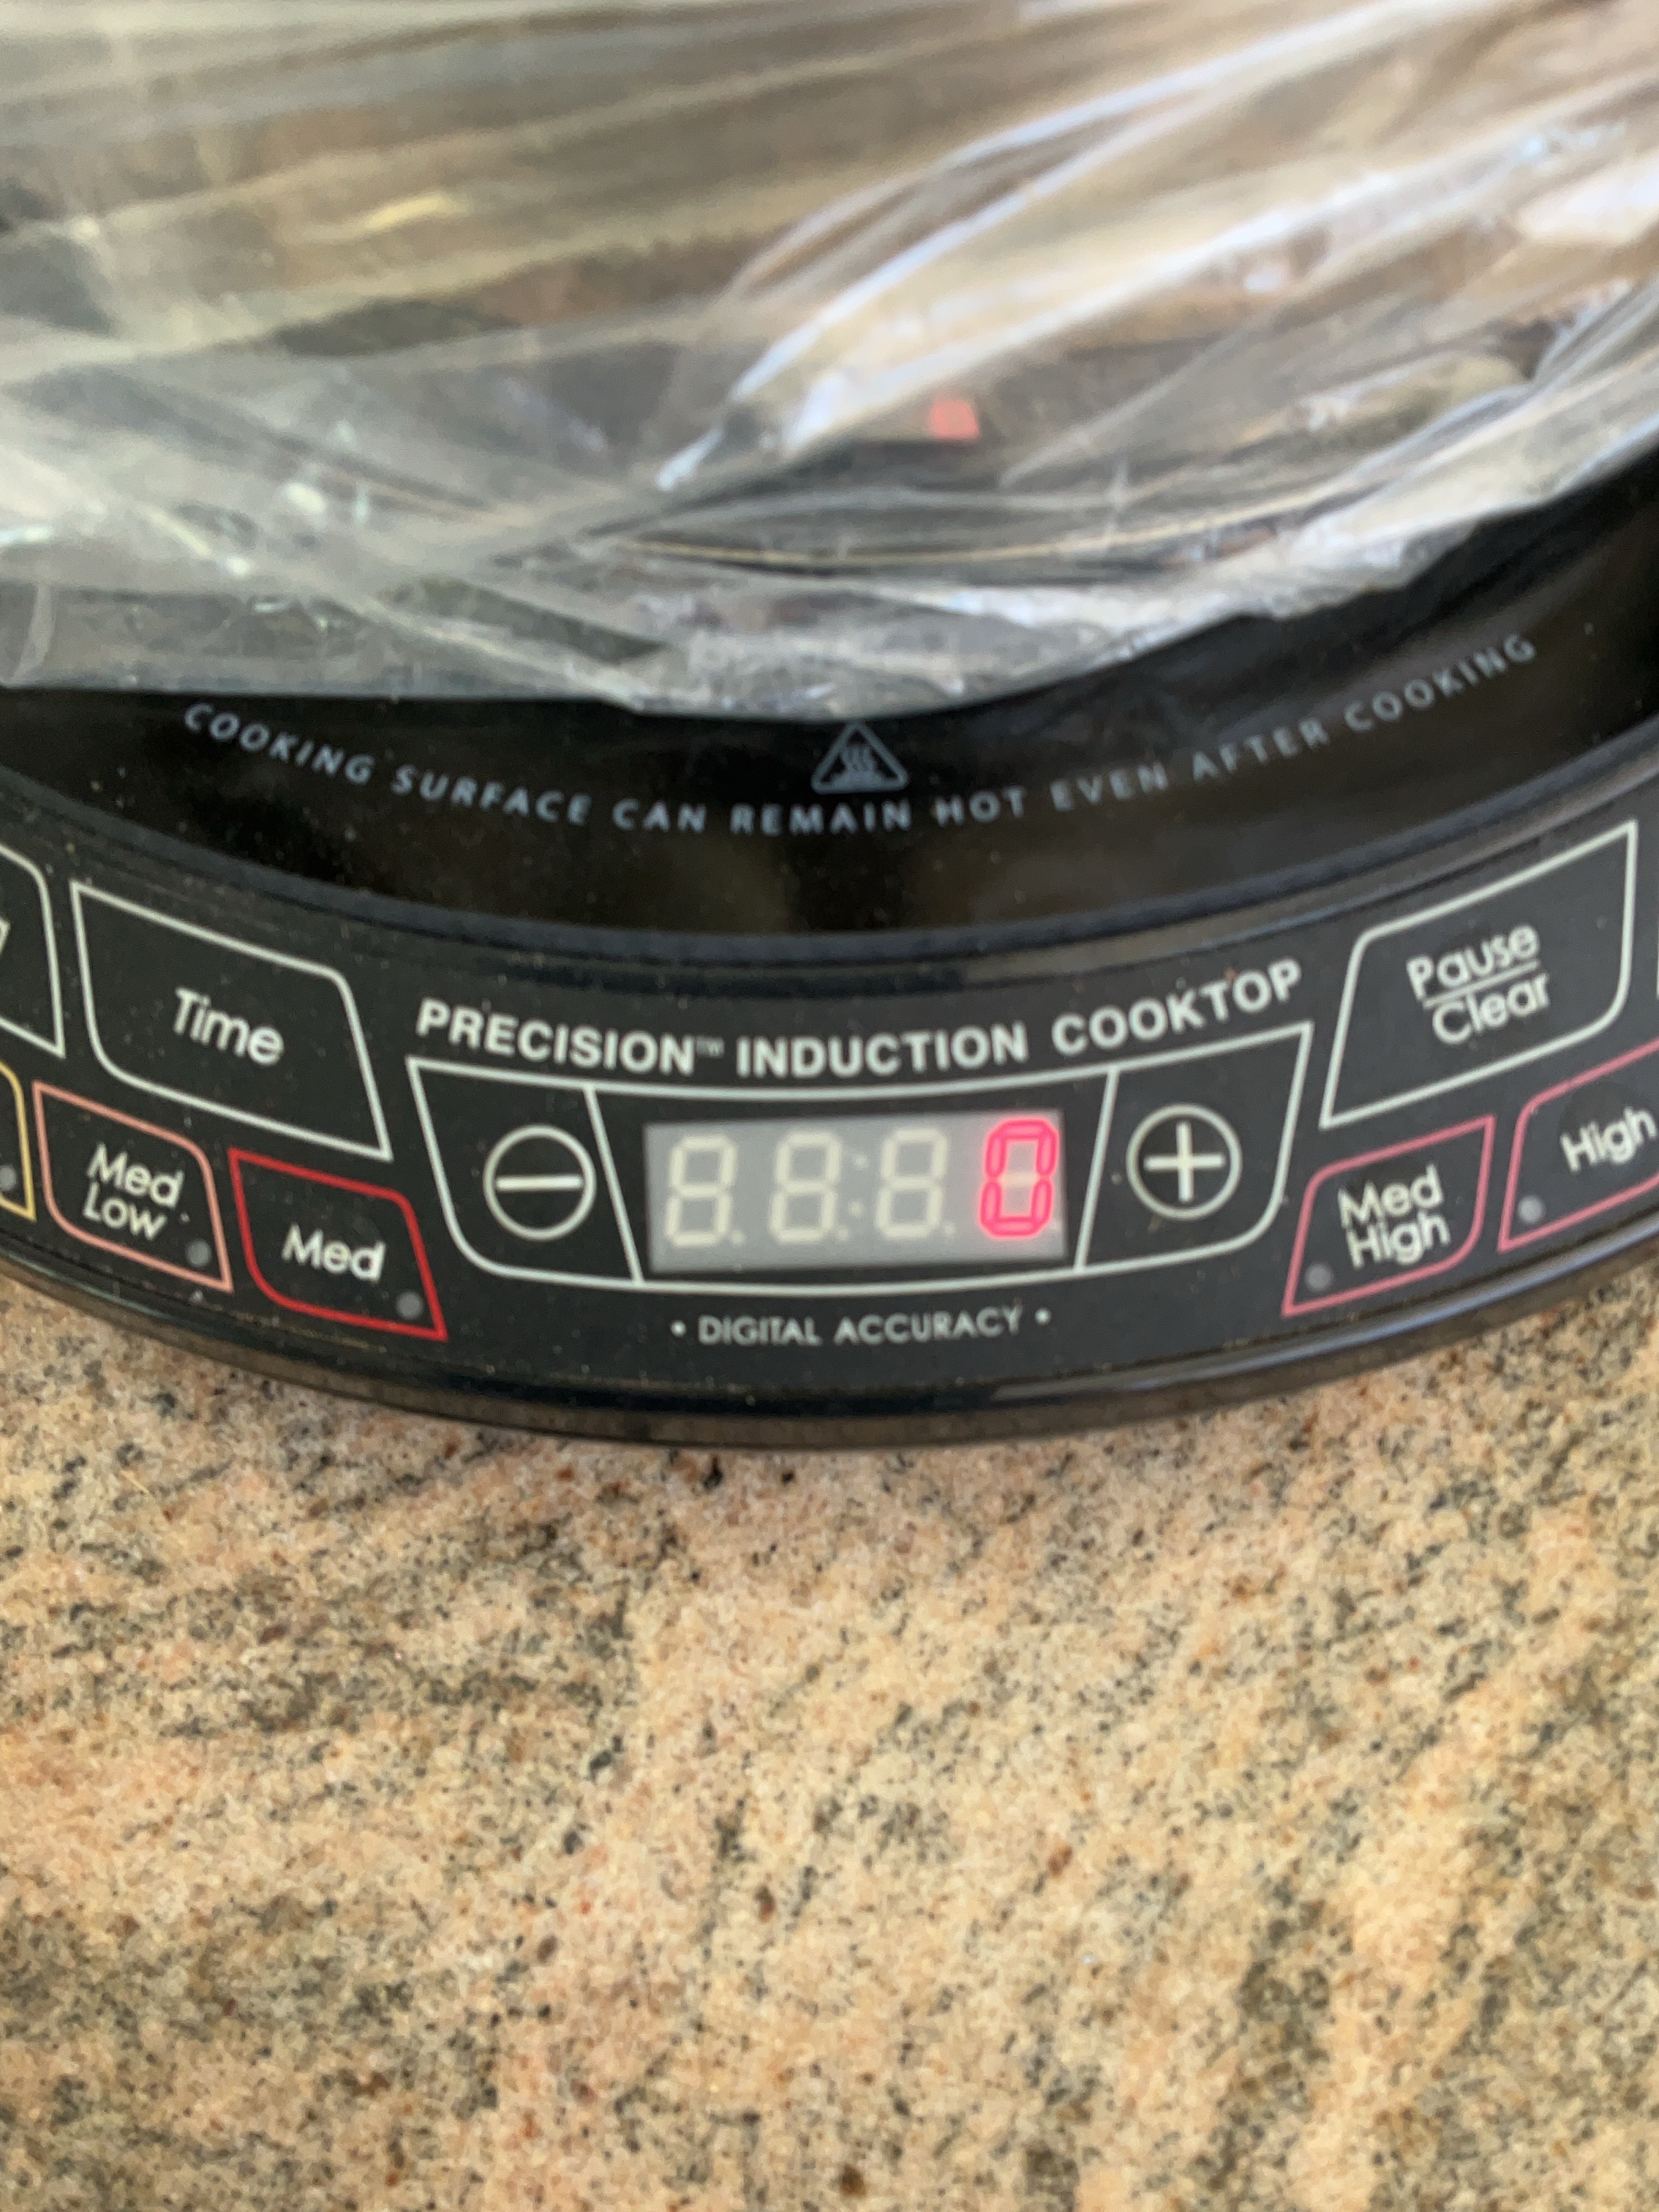 COOKING SURFACE CAN REMAIN HOT EVEN AFTER COOKING
PRECISION™ INDUCTION COOKTOP
Time
Pause
Clear
0
Med
Low
Med
Med
High
High
• DIGITAL ACCURACY •